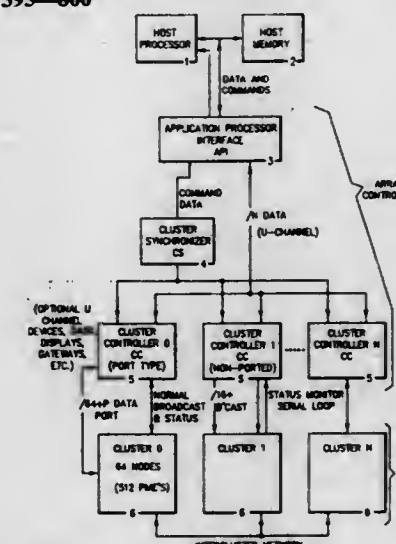 HOST
PROCESSOR
1
HOST
MEMORY
2
DATA AND
COMMANDS
APPLICATION PROCESSOR
INTERFACE
API
3
COMMAND
DATA
/N DATA
(U-CHANNEL)
ARRAY
CONTROL
CLUSTER
SYNCHRONIZER
CS
4
(OPTIONAL U
CHANNEL
DEVICES,
DISPLAYS,
GATEWAYS,
ETC.)
CLUSTER
CONTROLLER 0
CC
(PORT TYPE)
5
CLUSTER
CONTROLLER 1
CC
(NON-PORTED)
5
CLUSTER
CONTROLLER N
CC
5
/64+P DATA
PORT
NORMAL
BROADCAST
& STATUS
/16+
B'CAST
STATUS MONITOR
SERIAL LOOP
CLUSTER 0
64 NODES
(512 PME'S)
6
CLUSTER 1
6
CLUSTER N
6